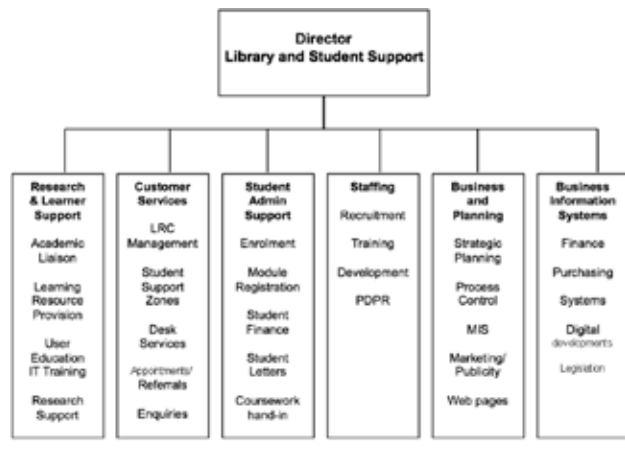 Director
Library and Student Support
Research
& Learner
Support
Academic
Liaison
Learning
Resource
Provision
User
Education
IT Training
Research
Support
Customer
Services
LRC
Management
Student
Support
Zones
Desk
Services
Appointments/
Referrals
Enquiries
Student
Admin
Support
Enrolment
Module
Registration
Student
Finance
Student
Letters
Coursework
hand-in
Staffing
Recruitment
Training
Development
PDPR
Business
and
Planning
Strategic
Planning
Process
Control
MIS
Marketing/
Publicity
Web pages
Business
Information
Systems
Finance
Purchasing
Systems
Digital
developments
Legislation